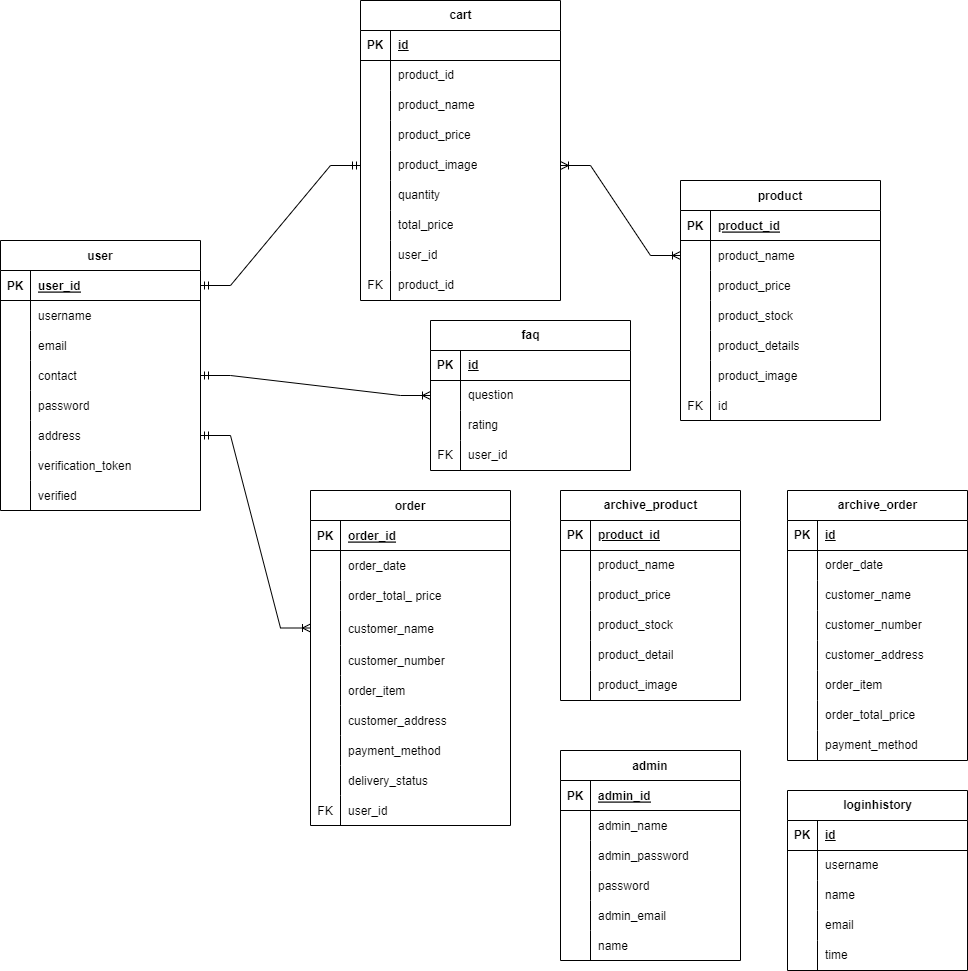 cart
PK id
product_id
product_name
product_price
product_image
quantity
total_price
user_id
FK product_id
product
PK product_id
product_name
product_price
product_stock
product_details
product_image
FK id
user
PK user_id
username
email
contact
password
address
verification_token
verified
faq
PK id
question
rating
FK user_id
order
PK order_id
order_date
order_total_ price
customer_name
customer_number
order_item
customer_address
payment_method
delivery_status
FK user_id
archive_product
PK product_id
product_name
product_price
product_stock
product_detail
product_image
archive_order
PK id
order_date
customer_name
customer_number
customer_address
order_item
order_total_price
payment_method
admin
PK admin_id
admin_name
admin_password
password
admin_email
name
loginhistory
PK id
username
name
email
time